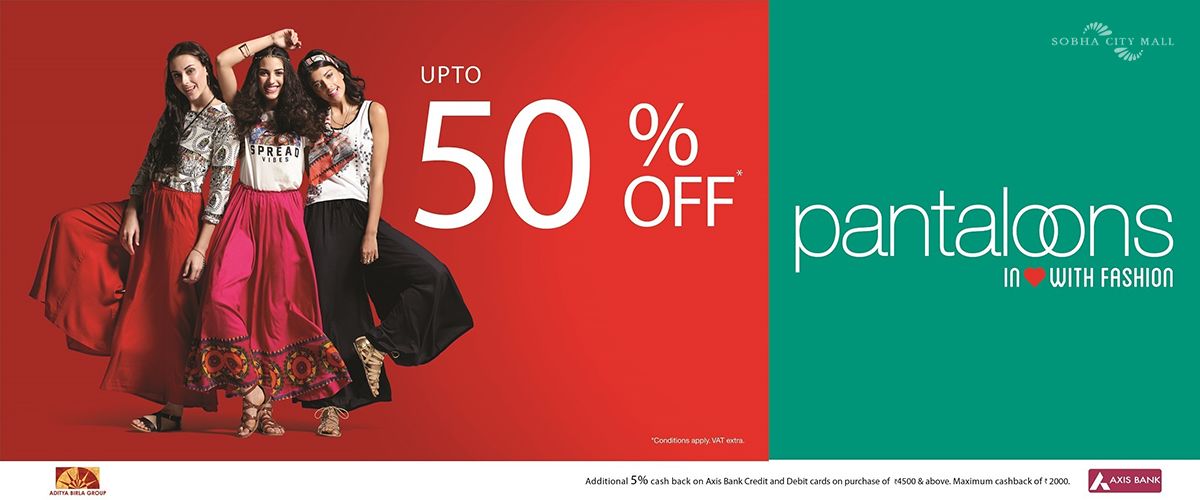 SOBHA CITY MALL
UPTO
50 %
OFF*
SPREAD
VIBES
pantaloons
IN ❤ WITH FASHION
*Conditions apply. VAT extra.
ADITYA BIRLA GROUP
Additional 5% cash back on Axis Bank Credit and Debit cards on purchase of ₹4500 & above. Maximum cashback of ₹2000.
AXIS BANK